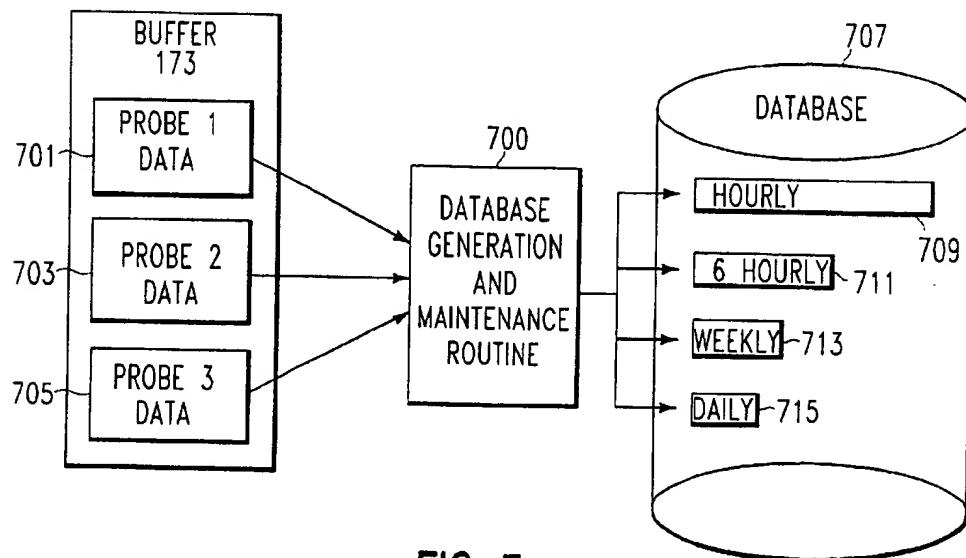 BUFFER
173
PROBE 1
DATA
701
PROBE 2
DATA
703
PROBE 3
DATA
705
700
DATABASE
GENERATION
AND
MAINTENANCE
ROUTINE
707
DATABASE
HOURLY
709
6 HOURLY
711
WEEKLY
713
DAILY
715